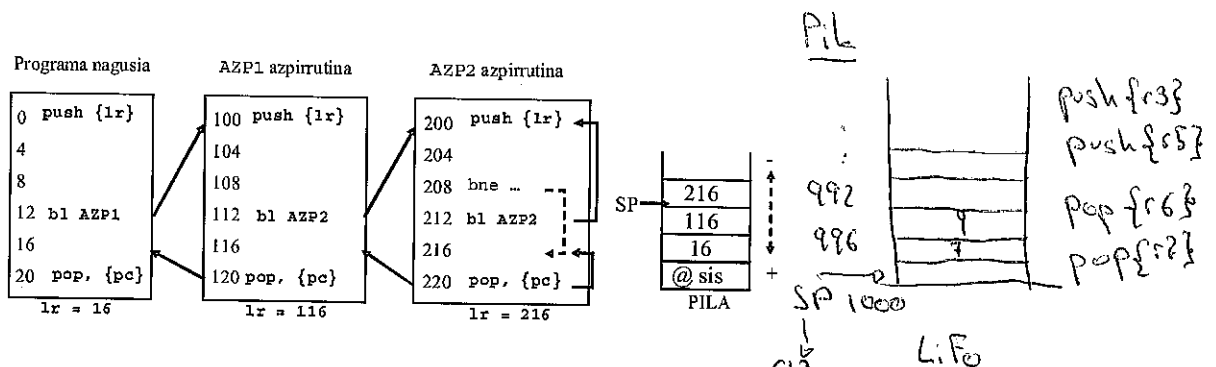 Programa nagusia
0 push {lr}
4
8
12 bl AZP1
16
20 pop, {pc}
lr = 16
AZP1 azpirrutina
100 push {lr}
104
108
112 bl AZP2
116
120 pop, {pc}
lr = 116
AZP2 azpirrutina
200 push {lr}
204
208 bne ...
212 bl AZP2
216
220 pop, {pc}
lr = 216
SP
216
116
16
@ sis
PILA
-
+
992
996
SP 1000
7
push{r3}
push{r5}
pop{r6}
LiFo